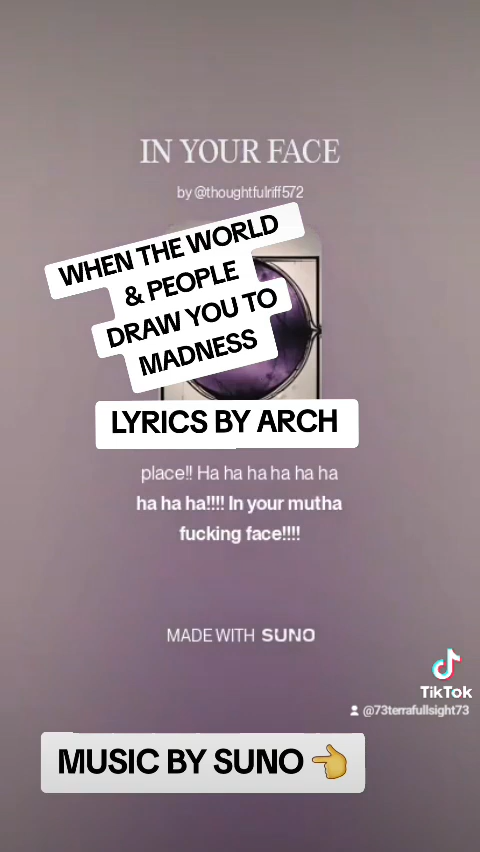 IN YOUR FACE
by @thoughtfulriff572
WHEN THE WORLD
& PEOPLE
DRAW YOU TO
MADNESS
LYRICS BY ARCH
place!! Ha ha ha ha ha ha
ha ha ha!!!! In your mutha
fucking face!!!!
MADE WITH SUNO
TikTok
@73terrafullsight73
MUSIC BY SUNO 👈